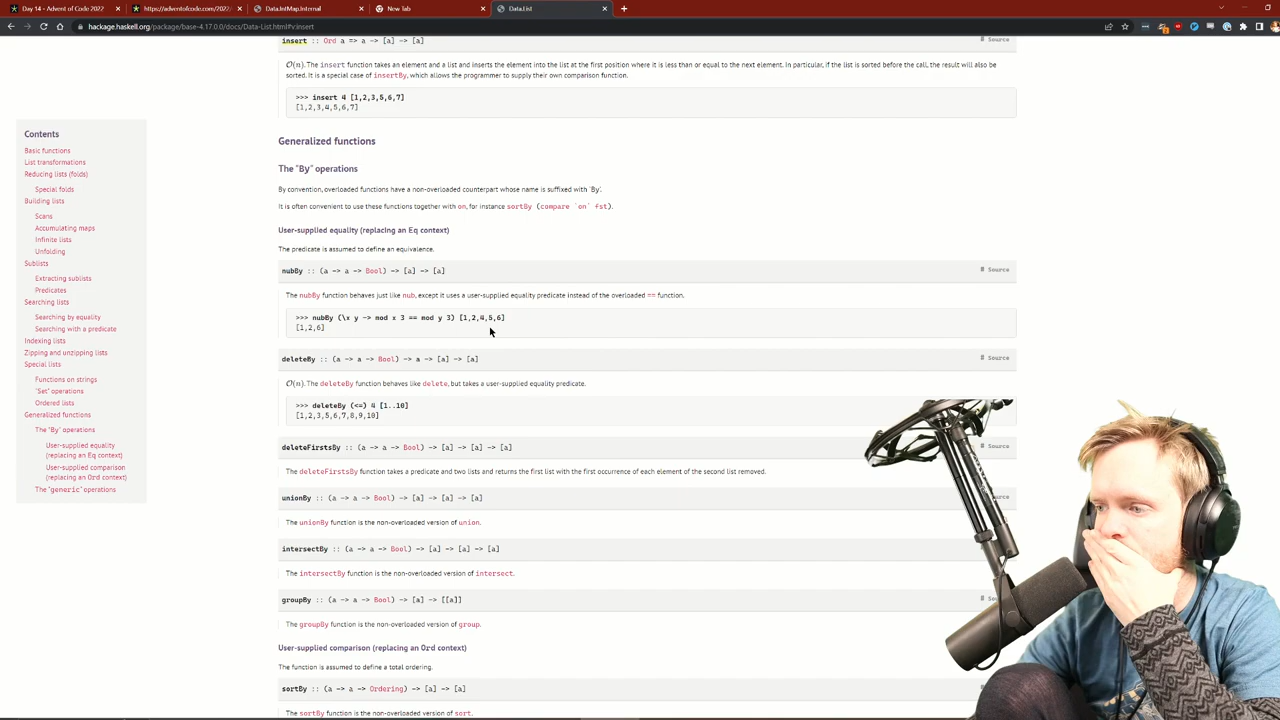 Day 14 - Advent of Code 2022
https://adventofcode.com/2022/
Data.IntMap.Internal
New Tab
Data.List
hackage.haskell.org/package/base-4.17.0.0/docs/Data-List.html#v:insert
insert :: Ord a => a -> [a] -> [a]
# Source
O(n). The insert function takes an element and a list and inserts the element into the list at the first position where it is less than or equal to the next element. In particular, if the list is sorted before the call, the result will also be
sorted. It is a special case of insertBy, which allows the programmer to supply their own comparison function.
>>> insert 4 [1,2,3,5,6,7]
[1,2,3,4,5,6,7]
Contents
Basic functions
List transformations
Reducing lists (folds)
Special folds
Building lists
Scans
Accumulating maps
Infinite lists
Unfolding
Sublists
Extracting sublists
Predicates
Searching lists
Searching by equality
Searching with a predicate
Indexing lists
Zipping and unzipping lists
Special lists
Functions on strings
"Set" operations
Ordered lists
Generalized functions
The "By" operations
User-supplied equality
(replacing an Eq context)
User-supplied comparison
(replacing an Ord context)
The "generic" operations
Generalized functions
The "By" operations
By convention, overloaded functions have a non-overloaded counterpart whose name is suffixed with `By'.
It is often convenient to use these functions together with on, for instance sortBy (compare `on` fst).
User-supplied equality (replacing an Eq context)
The predicate is assumed to define an equivalence.
nubBy :: (a -> a -> Bool) -> [a] -> [a]
# Source
The nubBy function behaves just like nub, except it uses a user-supplied equality predicate instead of the overloaded == function.
>>> nubBy (\x y -> mod x 3 == mod y 3) [1,2,4,5,6]
[1,2,6]
deleteBy :: (a -> a -> Bool) -> a -> [a] -> [a]
# Source
O(n). The deleteBy function behaves like delete, but takes a user-supplied equality predicate.
>>> deleteBy (<=) 4 [1..10]
[1,2,3,5,6,7,8,9,10]
deleteFirstsBy :: (a -> a -> Bool) -> [a] -> [a] -> [a]
# Source
The deleteFirstsBy function takes a predicate and two lists and returns the first list with the first occurrence of each element of the second list removed.
unionBy :: (a -> a -> Bool) -> [a] -> [a] -> [a]
The unionBy function is the non-overloaded version of union.
intersectBy :: (a -> a -> Bool) -> [a] -> [a] -> [a]
The intersectBy function is the non-overloaded version of intersect.
groupBy :: (a -> a -> Bool) -> [a] -> [[a]]
The groupBy function is the non-overloaded version of group.
User-supplied comparison (replacing an Ord context)
The function is assumed to define a total ordering.
sortBy :: (a -> a -> Ordering) -> [a] -> [a]
The sortBy function is the non-overloaded version of sort.